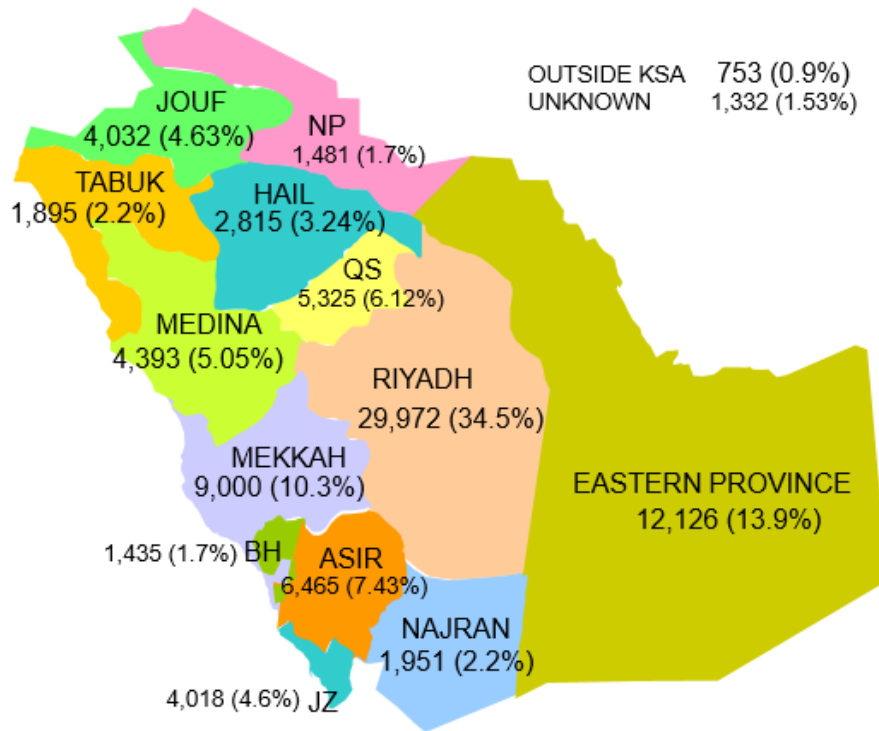 OUTSIDE KSA 753 (0.9%)
UNKNOWN 1,332 (1.53%)
JOUF
4,032 (4.63%)
NP
1,481 (1.7%)
TABUK
1,895 (2.2%)
HAIL
2,815 (3.24%)
QS
5,325 (6.12%)
MEDINA
4,393 (5.05%)
RIYADH
29,972 (34.5%)
MEKKAH
9,000 (10.3%)
EASTERN PROVINCE
12,126 (13.9%)
1,435 (1.7%) BH
ASIR
6,465 (7.43%)
NAJRAN
1,951 (2.2%)
4,018 (4.6%) JZ